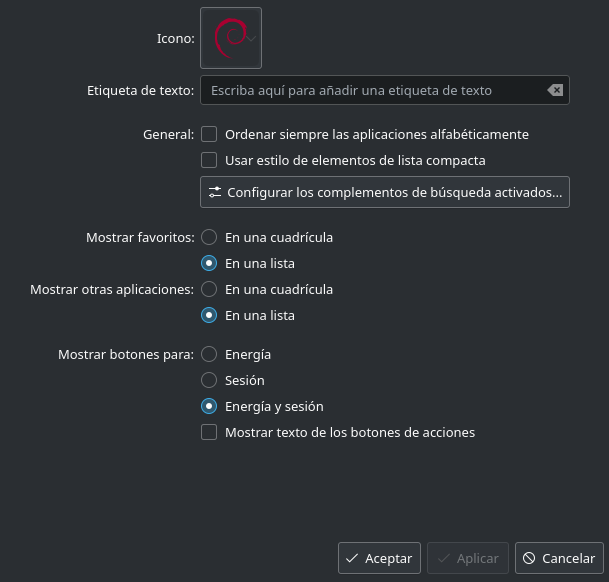 Icono:
Etiqueta de texto: Escriba aquí para añadir una etiqueta de texto
General: Ordenar siempre las aplicaciones alfabéticamente
Usar estilo de elementos de lista compacta
Configurar los complementos de búsqueda activados...
Mostrar favoritos: En una cuadrícula
En una lista
Mostrar otras aplicaciones: En una cuadrícula
En una lista
Mostrar botones para: Energía
Sesión
Energía y sesión
Mostrar texto de los botones de acciones
Aceptar Aplicar Cancelar